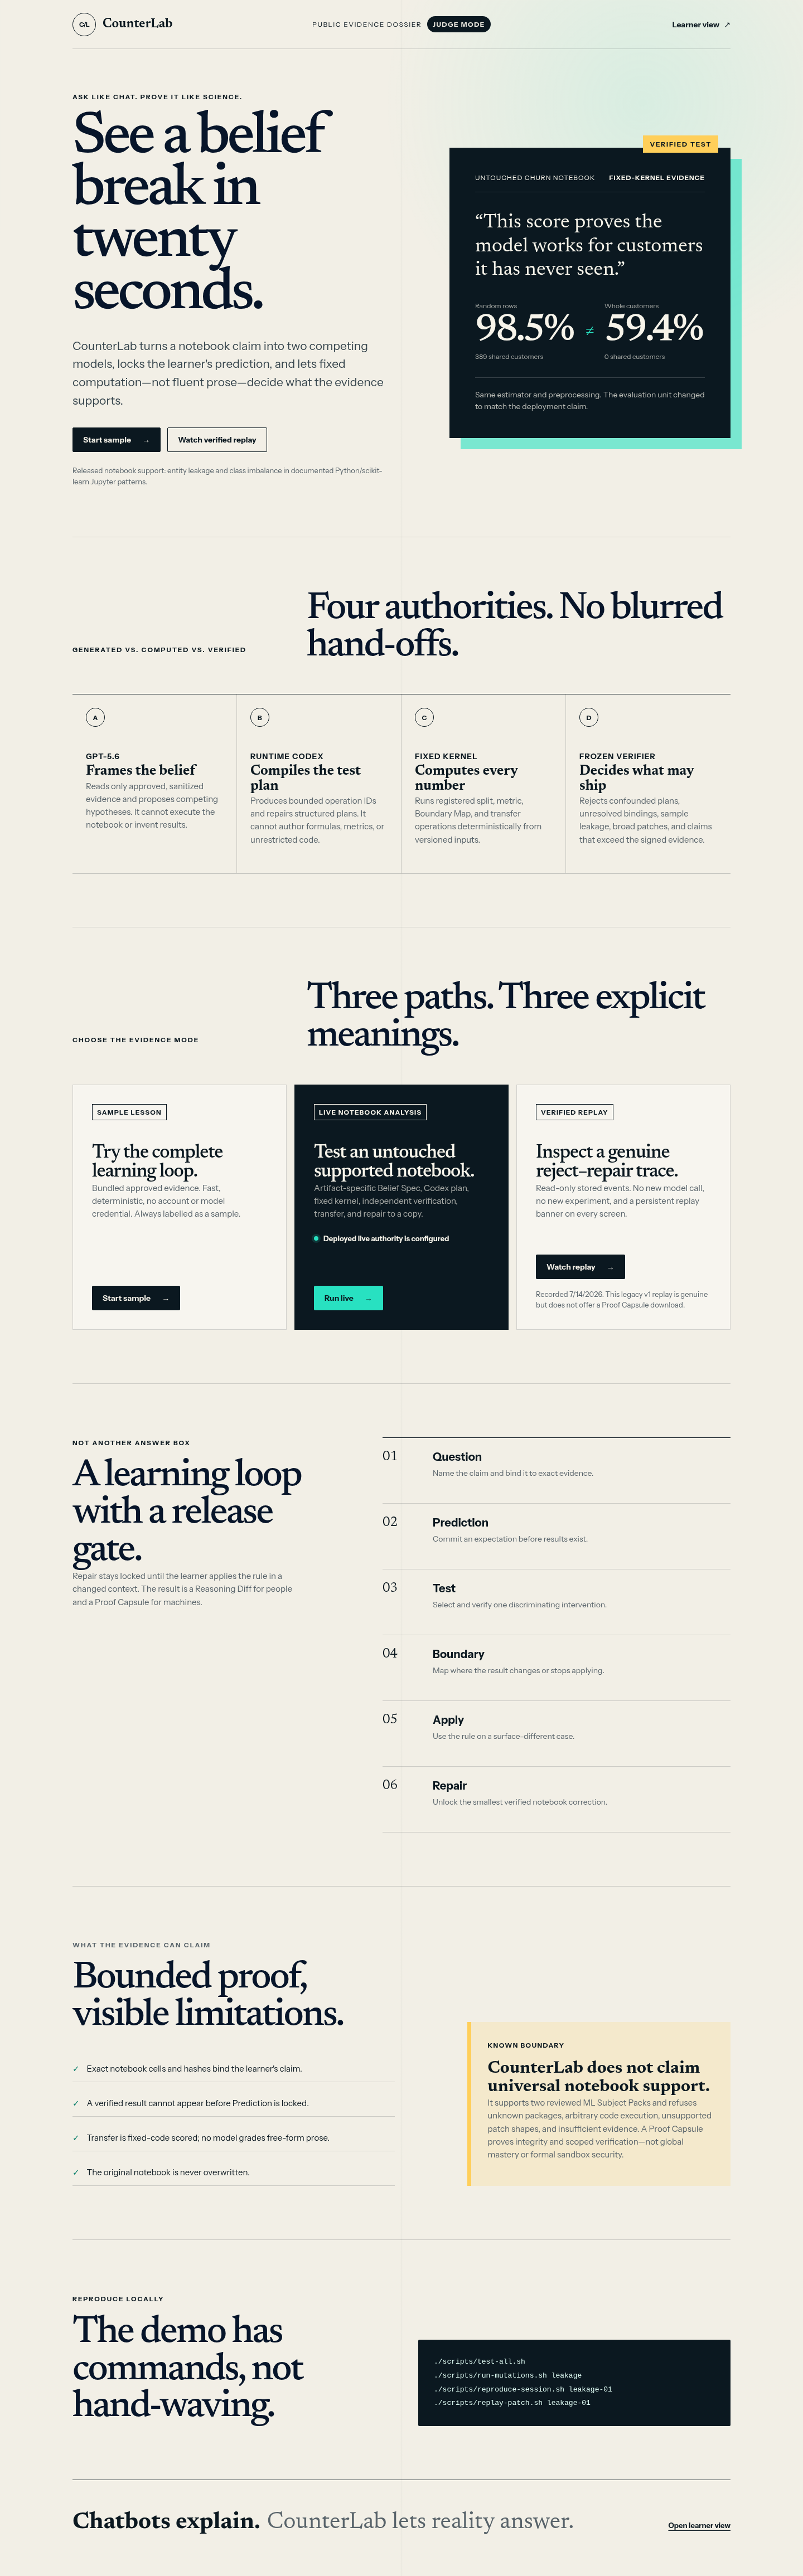 C/L CounterLab
PUBLIC EVIDENCE DOSSIER JUDGE MODE
Learner view ↗
ASK LIKE CHAT. PROVE IT LIKE SCIENCE.
See a belief
break in
twenty
seconds.
CounterLab turns a notebook claim into two competing
models, locks the learner's prediction, and lets fixed
computation—not fluent prose—decide what the evidence
supports.
Start sample →
Watch verified replay
Released notebook support: entity leakage and class imbalance in documented Python/scikit-
learn Jupyter patterns.
VERIFIED TEST
UNTOUCHED CHURN NOTEBOOK FIXED-KERNEL EVIDENCE
“This score proves the
model works for customers
it has never seen.”
Random rows
98.5%
389 shared customers
≠
Whole customers
59.4%
0 shared customers
Same estimator and preprocessing. The evaluation unit changed
to match the deployment claim.
GENERATED VS. COMPUTED VS. VERIFIED
Four authorities. No blurred
hand-offs.
A
GPT-5.6
Frames the belief
Reads only approved, sanitized
evidence and proposes competing
hypotheses. It cannot execute the
notebook or invent results.
B
RUNTIME CODEX
Compiles the test
plan
Produces bounded operation IDs
and repairs structured plans. It
cannot author formulas, metrics, or
unrestricted code.
C
FIXED KERNEL
Computes every
number
Runs registered split, metric,
Boundary Map, and transfer
operations deterministically from
versioned inputs.
D
FROZEN VERIFIER
Decides what may
ship
Rejects confounded plans,
unresolved bindings, sample
leakage, broad patches, and claims
that exceed the signed evidence.
CHOOSE THE EVIDENCE MODE
Three paths. Three explicit
meanings.
SAMPLE LESSON
Try the complete
learning loop.
Bundled approved evidence. Fast,
deterministic, no account or model
credential. Always labelled as a sample.
Start sample →
LIVE NOTEBOOK ANALYSIS
Test an untouched
supported notebook.
Artifact-specific Belief Spec, Codex plan,
fixed kernel, independent verification,
transfer, and repair to a copy.
Deployed live authority is configured
Run live →
VERIFIED REPLAY
Inspect a genuine
reject–repair trace.
Read-only stored events. No model call,
no new experiment, and a persistent replay
banner on every screen.
Watch replay →
Recorded 7/14/2026. This legacy v1 replay is genuine
but does not offer a Proof Capsule download.
NOT ANOTHER ANSWER BOX
A learning loop
with a release
gate.
Repair stays locked until the learner applies the rule in a
changed context. The result is a Reasoning Diff for people
and a Proof Capsule for machines.
01 Question
Name the claim and bind it to exact evidence.
02 Prediction
Commit an expectation before results exist.
03 Test
Select and verify one discriminating intervention.
04 Boundary
Map where the result changes or stops applying.
05 Apply
Use the rule on a surface-different case.
06 Repair
Unlock the smallest verified notebook correction.
WHAT THE EVIDENCE CAN CLAIM
Bounded proof,
visible limitations.
✓ Exact notebook cells and hashes bind the learner's claim.
✓ A verified result cannot appear before Prediction is locked.
✓ Transfer is fixed-code scored; no model grades free-form prose.
✓ The original notebook is never overwritten.
KNOWN BOUNDARY
CounterLab does not claim
universal notebook support.
It supports two reviewed ML Subject Packs and refuses
unknown packages, arbitrary code execution, unsupported
patch shapes, and insufficient evidence. A Proof Capsule
proves integrity and scoped verification—not global
mastery or formal sandbox security.
REPRODUCE LOCALLY
The demo has
commands, not
hand-waving.
./scripts/test-all.sh
./scripts/run-mutations.sh leakage
./scripts/reproduce-session.sh leakage-01
./scripts/replay-patch.sh leakage-01
Chatbots explain. CounterLab lets reality answer.
Open learner view